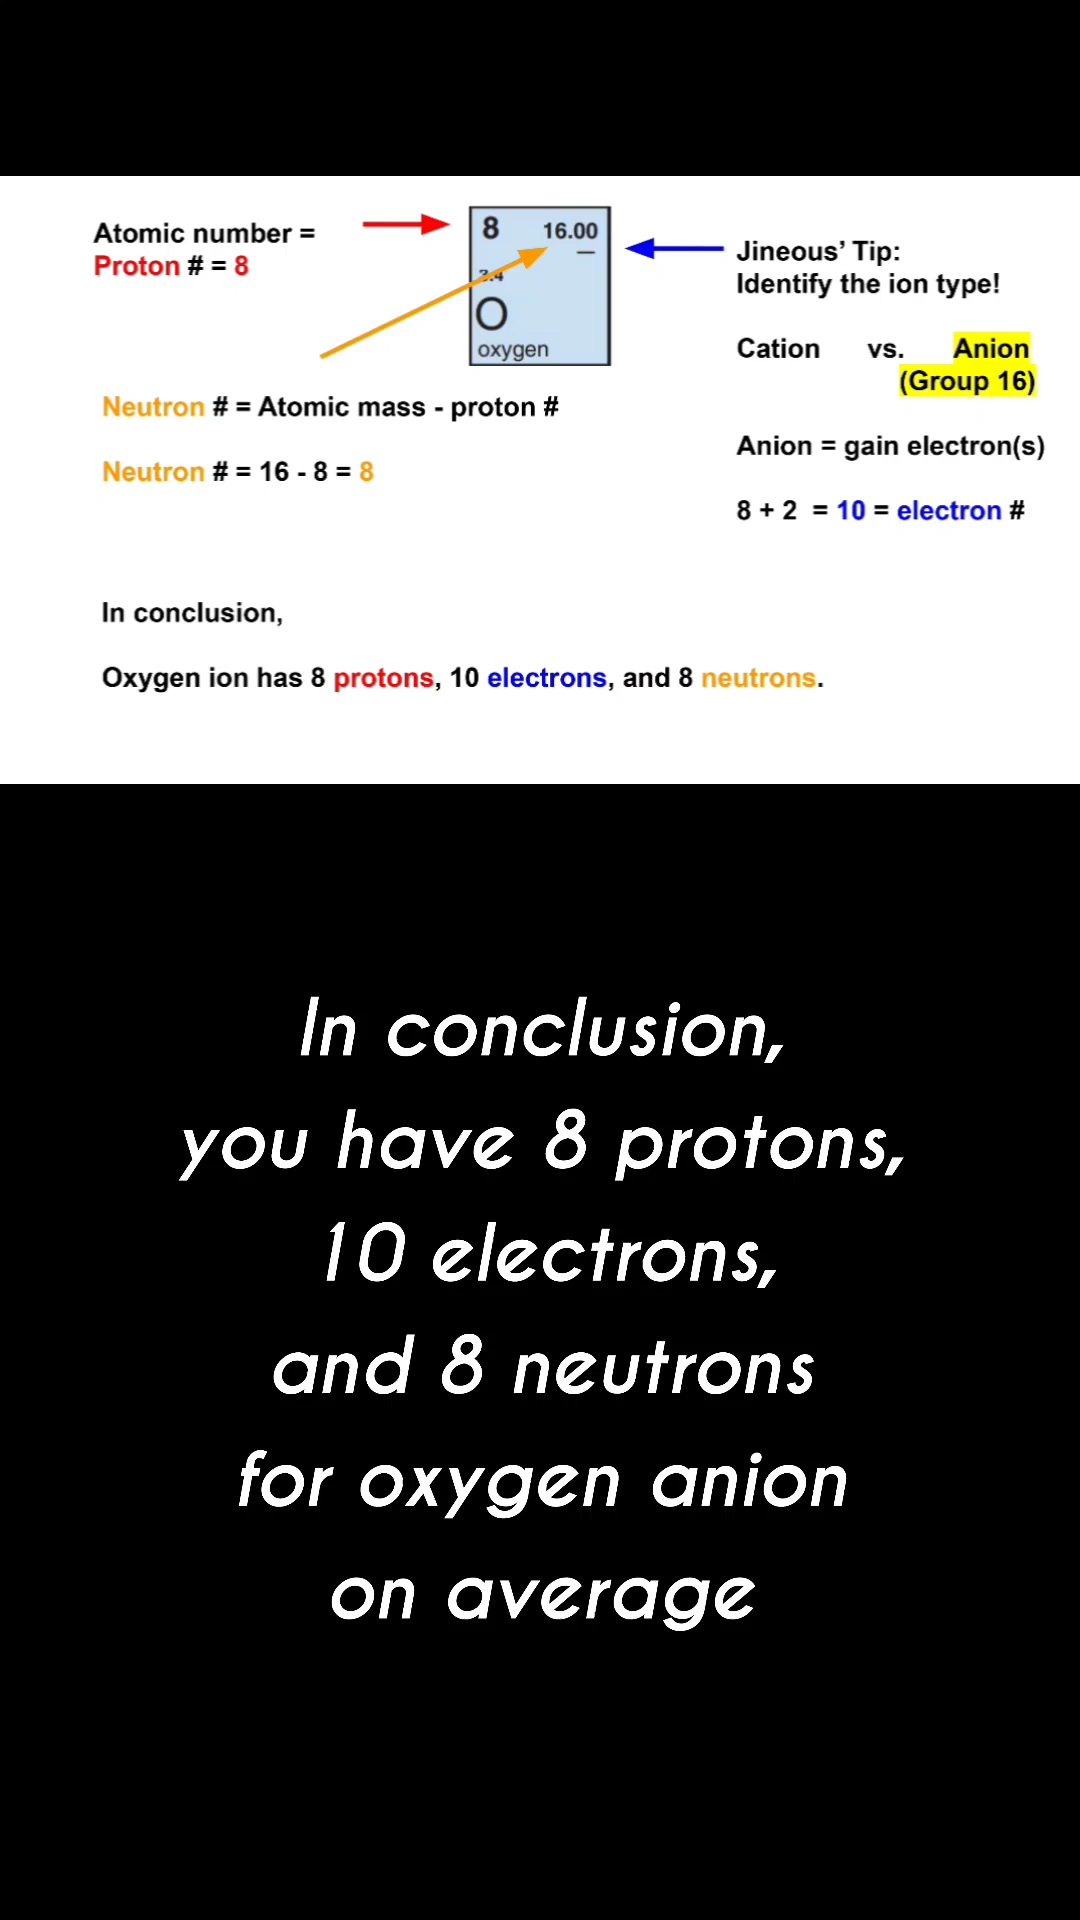 Atomic number =
Proton # = 8
8 16.00
—
3.4
O
oxygen
Jineous’ Tip:
Identify the ion type!
Cation vs. Anion
(Group 16)
Anion = gain electron(s)
8 + 2 = 10 = electron #
Neutron # = Atomic mass - proton #
Neutron # = 16 - 8 = 8
In conclusion,
Oxygen ion has 8 protons, 10 electrons, and 8 neutrons.
In conclusion,
you have 8 protons,
10 electrons,
and 8 neutrons
for oxygen anion
on average